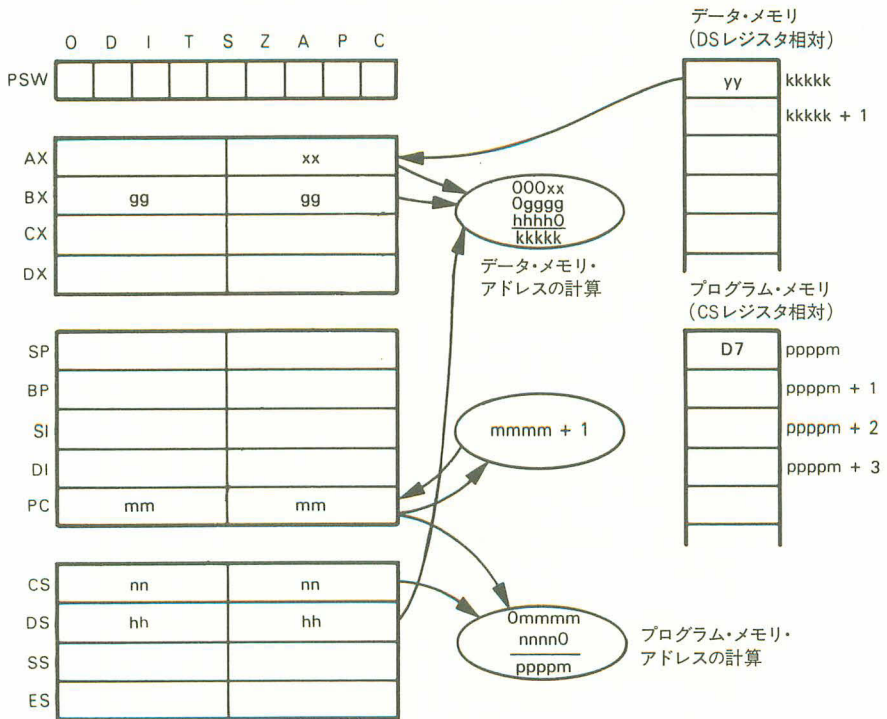 O D I T S Z A P C
PSW
AX xx
BX gg gg
CX
DX
SP
BP
SI
DI
PC mm mm
CS nn nn
DS hh hh
SS
ES
000xx
0gggg
hhhh0
kkkkk
データ・メモリ・
アドレスの計算
mmmm + 1
0mmmm
nnnn0
ppppm
プログラム・メモリ・
アドレスの計算
データ・メモリ
(DSレジスタ相対)
yy kkkkk
kkkkk + 1
プログラム・メモリ
(CSレジスタ相対)
D7 ppppm
ppppm + 1
ppppm + 2
ppppm + 3